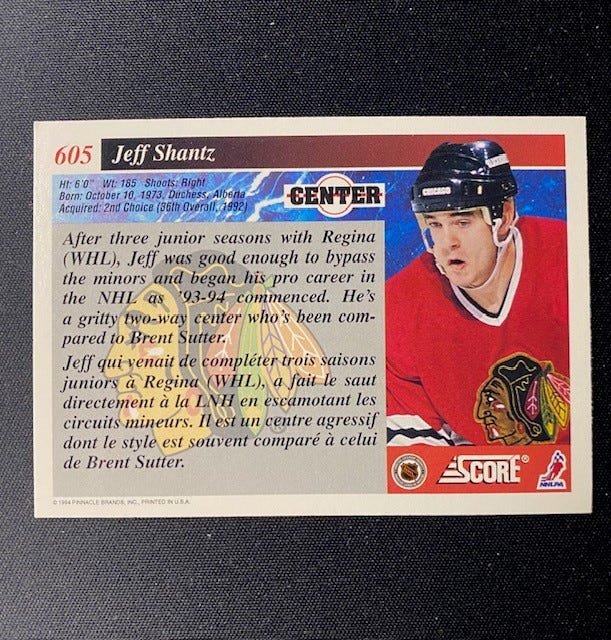 605 Jeff Shantz
Ht: 6'0" Wt: 185 Shoots: Right
Born: October 10, 1973, Duchess, Alberta
Acquired: 2nd Choice (36th Overall, 1992)
CENTER
CHICAGO
After three junior seasons with Regina
(WHL), Jeff was good enough to bypass
the minors and began his pro career in
the NHL as '93-94 commenced. He's
a gritty two-way center who's been com-
pared to Brent Sutter.
Jeff qui venait de compléter trois saisons
juniors à Regina (WHL), a fait le saut
directement à la LNH en escamotant les
circuits mineurs. Il est un centre agressif
dont le style est souvent comparé à celui
de Brent Sutter.
SCORE®
NHLPA
© 1994 PINNACLE BRANDS, INC., PRINTED IN U.S.A.